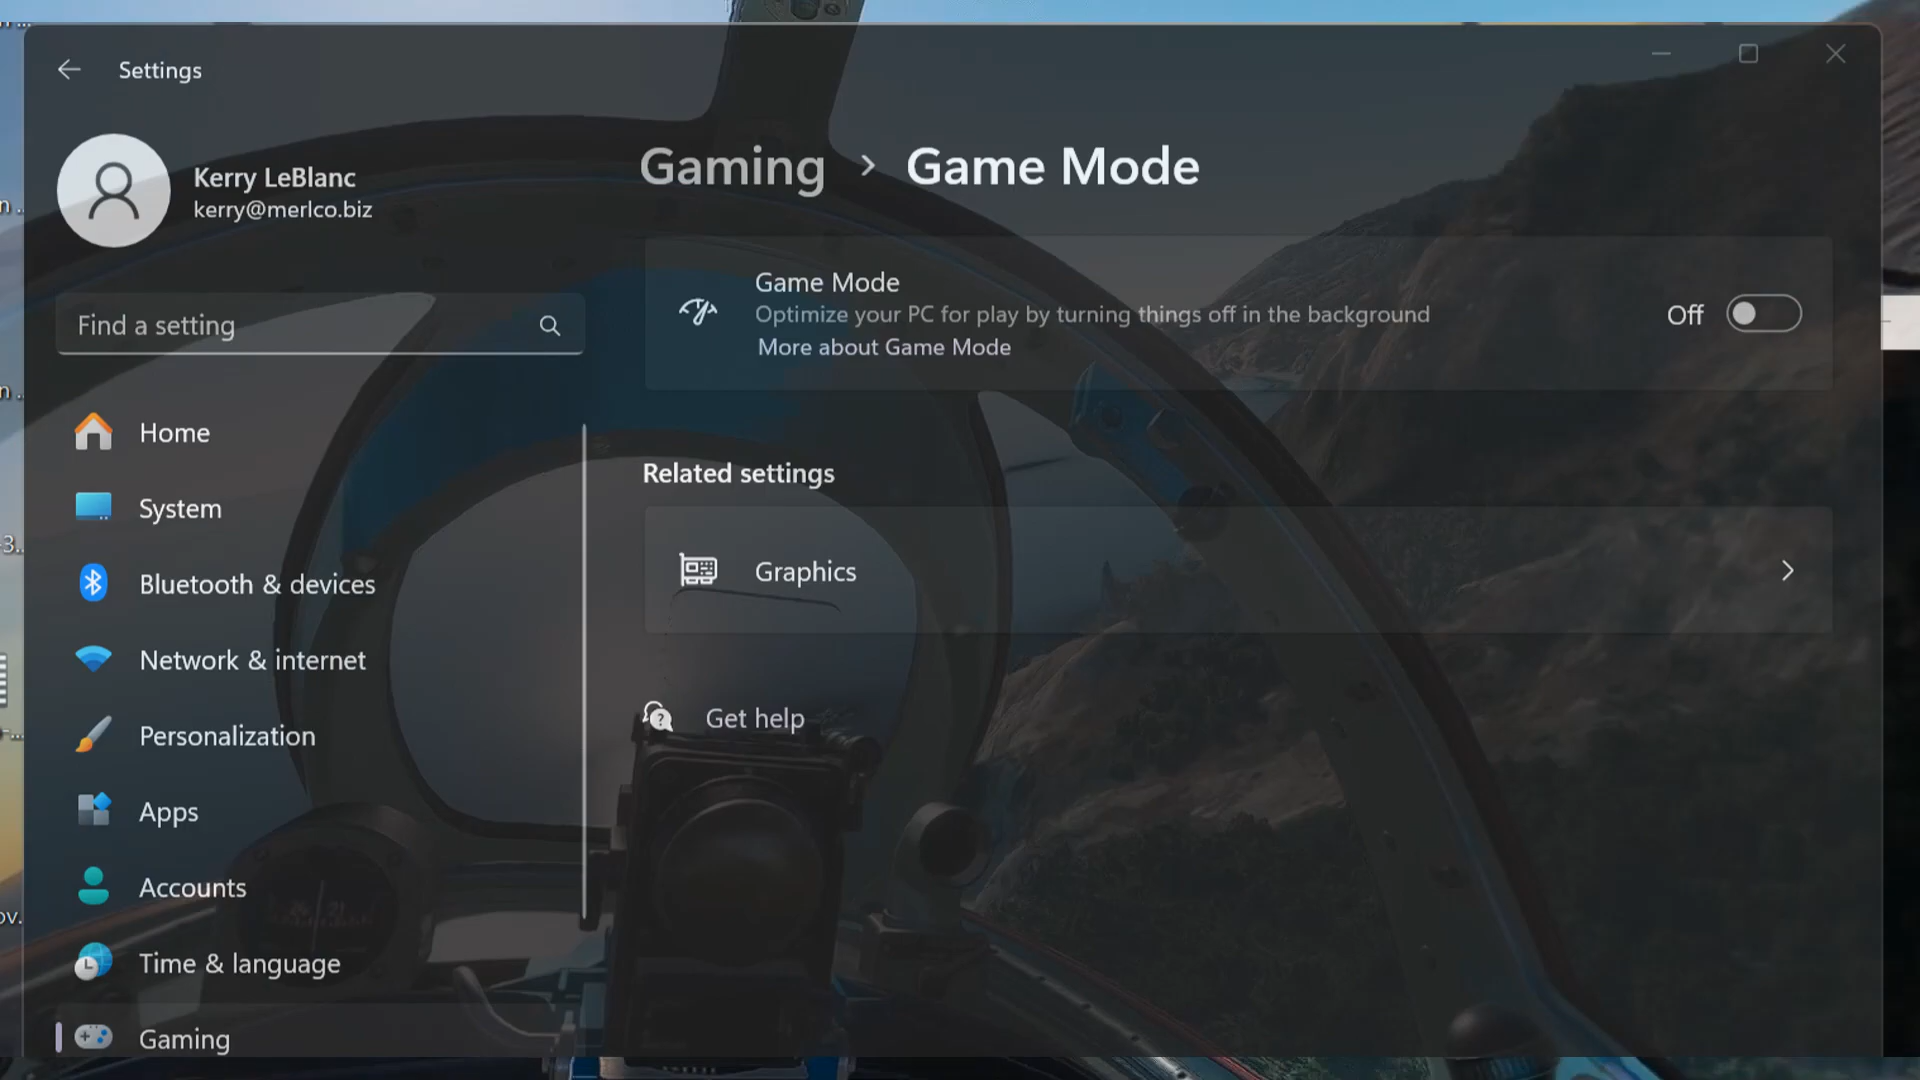 Settings
Kerry LeBlanc
kerry@merlco.biz
Find a setting
Home
System
Bluetooth & devices
Network & internet
Personalization
Apps
Accounts
Time & language
Gaming
Gaming > Game Mode
Game Mode
Optimize your PC for play by turning things off in the background
More about Game Mode
Off
Related settings
Graphics
Get help